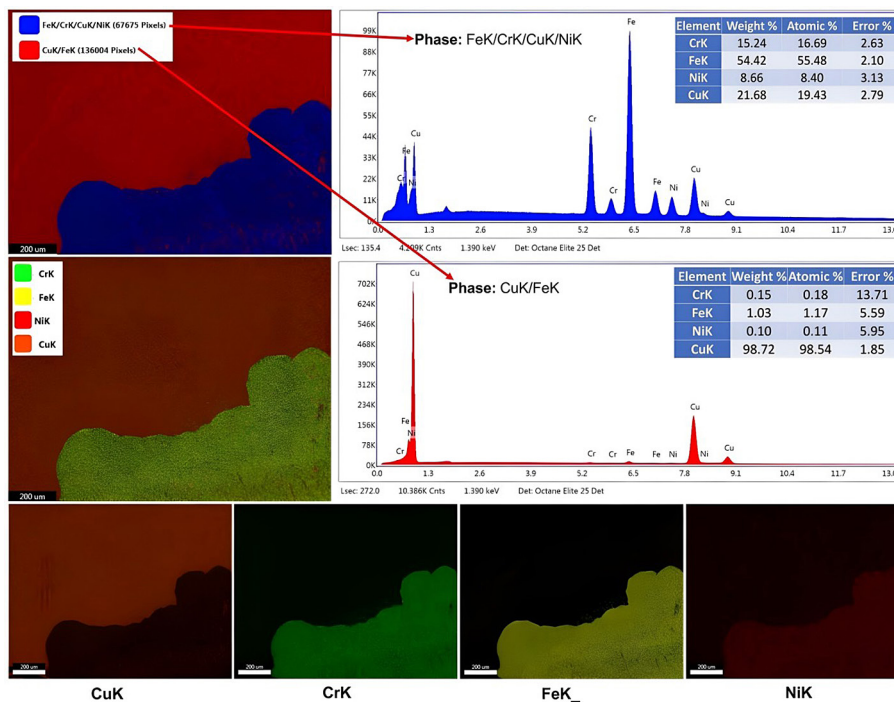 FeK/CrK/CuK/NiK (67675 Pixels)
CuK/FeK (136004 Pixels)
200 um
Phase: FeK/CrK/CuK/NiK
Element Weight % Atomic % Error %
CrK 15.24 16.69 2.63
FeK 54.42 55.48 2.10
NiK 8.66 8.40 3.13
CuK 21.68 19.43 2.79
99K
88K
77K
66K
55K
44K
33K
22K
11K
0K
Cr Fe Ni Cu Cr Cr Fe Fe Ni Cu Ni Cu
0.0 1.3 2.6 3.9 5.2 6.5 7.8 9.1 10.4 11.7 13.0
Lsec: 135.4 4.209K Cnts 1.390 keV Det: Octane Elite 25 Det
CrK
FeK
NiK
CuK
200 um
Phase: CuK/FeK
Element Weight % Atomic % Error %
CrK 0.15 0.18 13.71
FeK 1.03 1.17 5.59
NiK 0.10 0.11 5.95
CuK 98.72 98.54 1.85
702K
624K
546K
468K
390K
312K
234K
156K
78K
0K
Cr Fe Ni Cu Cr Cr Fe Fe Ni Cu Ni Cu
0.0 1.3 2.6 3.9 5.2 6.5 7.8 9.1 10.4 11.7 13.0
Lsec: 272.0 10.386K Cnts 1.390 keV Det: Octane Elite 25 Det
200 um
200 um
200 um
200 um
CuK
CrK
FeK_
NiK